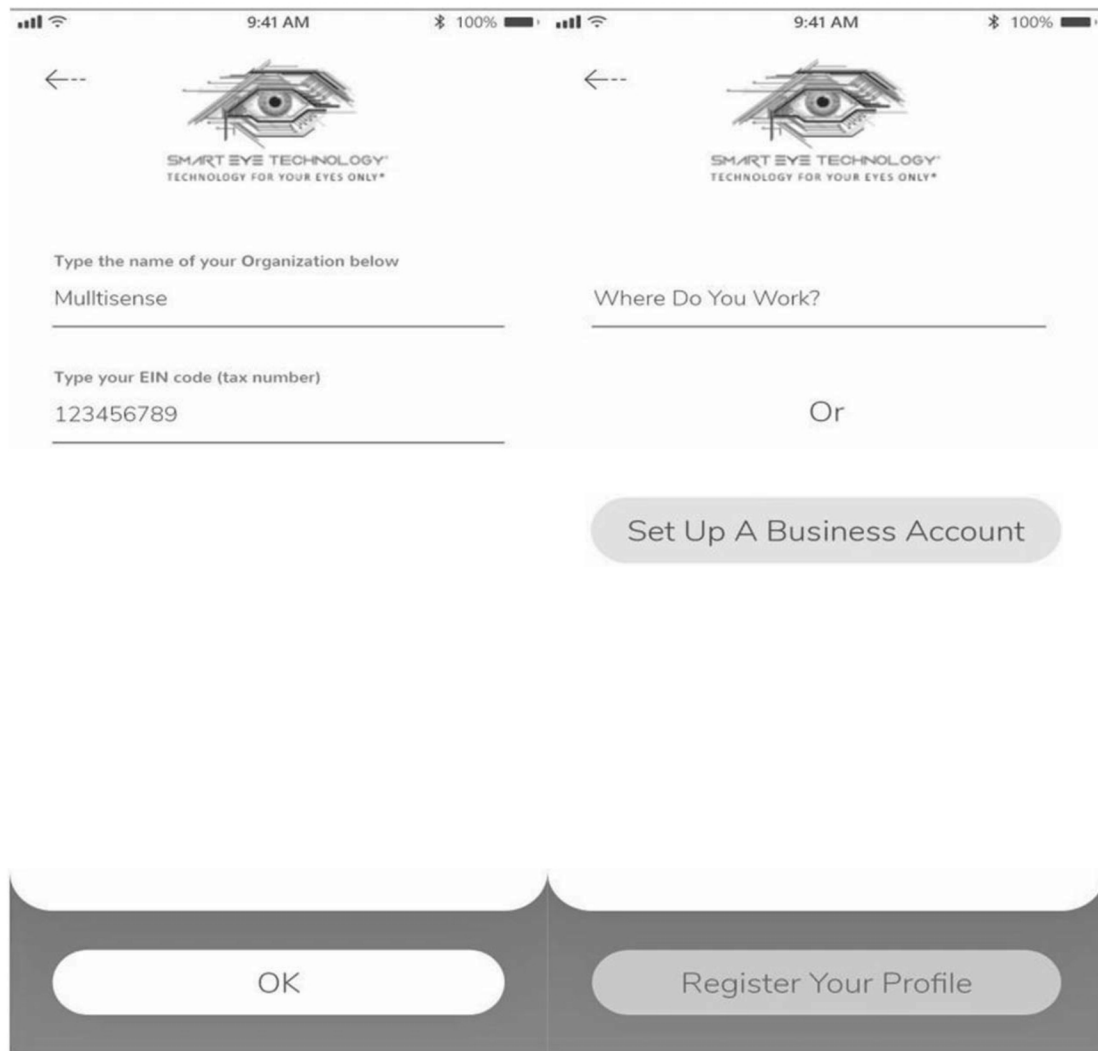 9:41 AM 100%
SMART EYE TECHNOLOGY
TECHNOLOGY FOR YOUR EYES ONLY®
Type the name of your Organization below
Mulltisense
Type your EIN code (tax number)
123456789
OK
9:41 AM 100%
SMART EYE TECHNOLOGY
TECHNOLOGY FOR YOUR EYES ONLY®
Where Do You Work?
Or
Set Up A Business Account
Register Your Profile